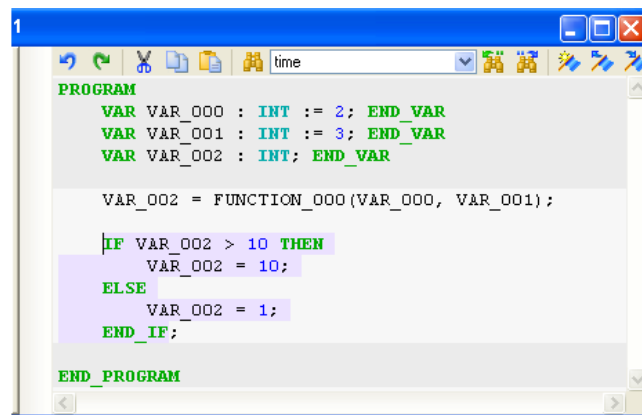 1
time
PROGRAM
VAR VAR_000 : INT := 2; END_VAR
VAR VAR_001 : INT := 3; END_VAR
VAR VAR_002 : INT; END_VAR
VAR_002 = FUNCTION_000(VAR_000, VAR_001);
IF VAR_002 > 10 THEN
VAR_002 = 10;
ELSE
VAR_002 = 1;
END_IF;
END_PROGRAM